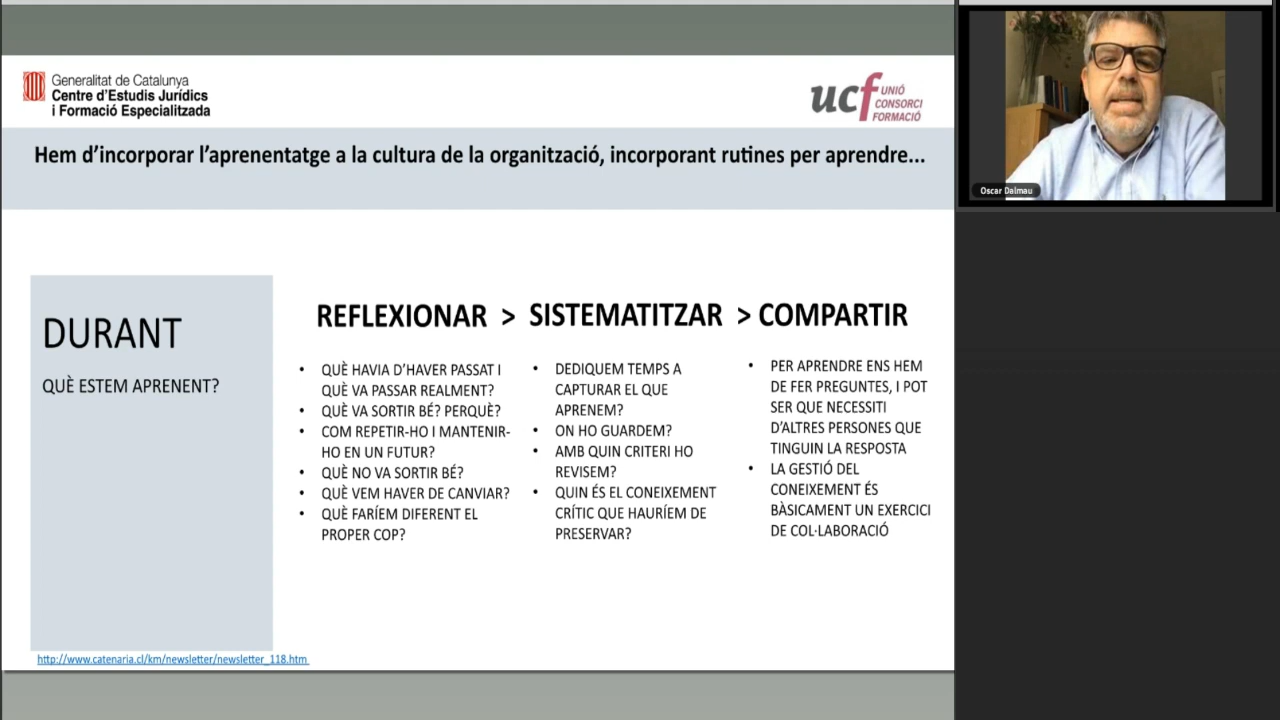 Generalitat de Catalunya
Centre d'Estudis Jurídics
i Formació Especialitzada
ucf UNIÓ
CONSORCI
FORMACIÓ
Hem d'incorporar l'aprenentatge a la cultura de la organització, incorporant rutines per aprendre...
DURANT
QUÈ ESTEM APRENENT?
REFLEXIONAR > SISTEMATITZAR > COMPARTIR
• QUÈ HAVIA D'HAVER PASSAT I
QUÈ VA PASSAR REALMENT?
• QUÈ VA SORTIR BÉ? PERQUÈ?
• COM REPETIR-HO I MANTENIR-
HO EN UN FUTUR?
• QUÈ NO VA SORTIR BÉ?
• QUÈ VEM HAVER DE CANVIAR?
• QUÈ FARÍEM DIFERENT EL
PROPER COP?
• DEDIQUEM TEMPS A
CAPTURAR EL QUE
APRENEM?
• ON HO GUARDEM?
• AMB QUIN CRITERI HO
REVISEM?
• QUIN ÉS EL CONEIXEMENT
CRÍTIC QUE HAURÍEM DE
PRESERVAR?
• PER APRENDRE ENS HEM
DE FER PREGUNTES, I POT
SER QUE NECESSITI
D'ALTRES PERSONES QUE
TINGUIN LA RESPOSTA
• LA GESTIÓ DEL
CONEIXEMENT ÉS
BÀSICAMENT UN EXERCICI
DE COL·LABORACIÓ
http://www.catenaria.cl/km/newsletter/newsletter_118.htm
Oscar Dalmau